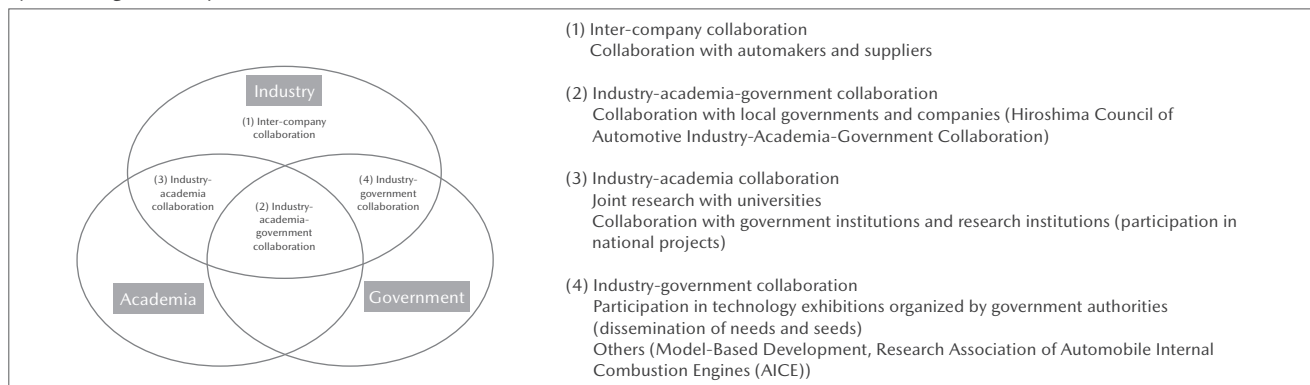 Industry
(1) Inter-company
collaboration
(3) Industry-
academia
collaboration
(4) Industry-
government
collaboration
(2) Industry-
academia-
government
collaboration
Academia
Government
(1) Inter-company collaboration
Collaboration with automakers and suppliers
(2) Industry-academia-government collaboration
Collaboration with local governments and companies (Hiroshima Council of
Automotive Industry-Academia-Government Collaboration)
(3) Industry-academia collaboration
Joint research with universities
Collaboration with government institutions and research institutions (participation in
national projects)
(4) Industry-government collaboration
Participation in technology exhibitions organized by government authorities
(dissemination of needs and seeds)
Others (Model-Based Development, Research Association of Automobile Internal
Combustion Engines (AICE))